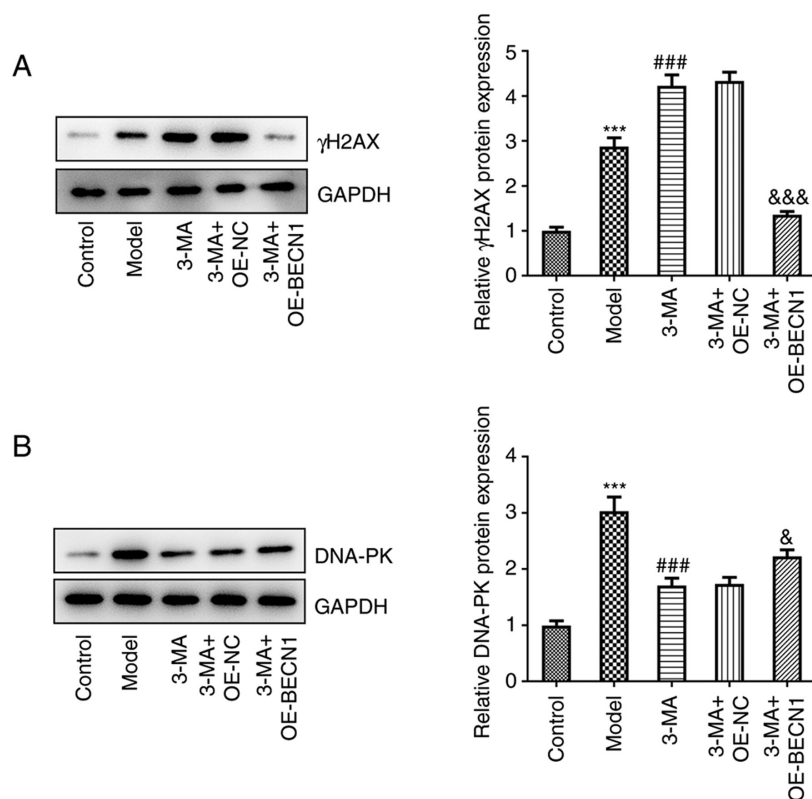 A
γH2AX
GAPDH
Control
Model
3-MA
3-MA+
OE-NC
3-MA+
OE-BECN1
Relative γH2AX protein expression
5
4
3
2
1
0
***
###
&&&
Control
Model
3-MA
3-MA+
OE-NC
3-MA+
OE-BECN1
B
DNA-PK
GAPDH
Control
Model
3-MA
3-MA+
OE-NC
3-MA+
OE-BECN1
Relative DNA-PK protein expression
4
3
2
1
0
***
###
&
Control
Model
3-MA
3-MA+
OE-NC
3-MA+
OE-BECN1